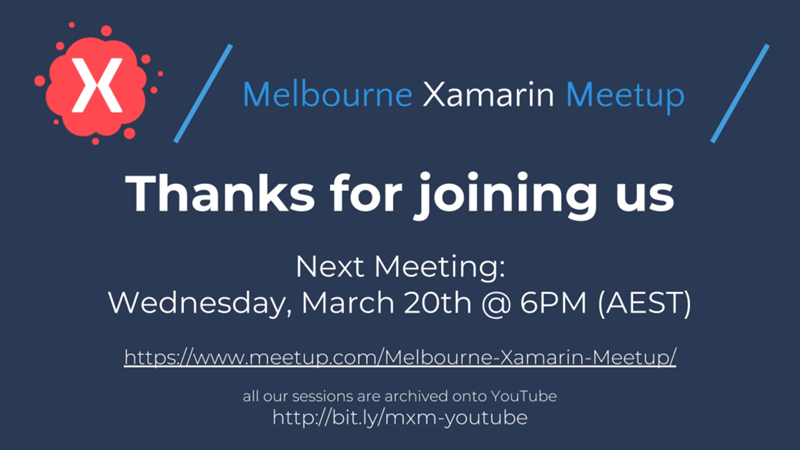 X
Melbourne Xamarin Meetup
Thanks for joining us
Next Meeting:
Wednesday, March 20th @ 6PM (AEST)
https://www.meetup.com/Melbourne-Xamarin-Meetup/
all our sessions are archived onto YouTube
http://bit.ly/mxm-youtube